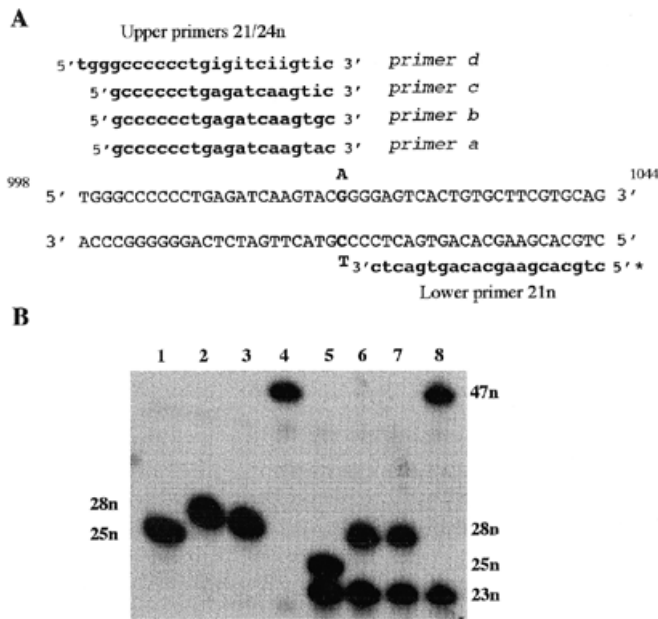 A
Upper primers 21/24n
5'tgggcccccctgigitciigtic 3' primer d
5'gcccccctgagatcaagtic 3' primer c
5'gcccccctgagatcaagtgc 3' primer b
5'gcccccctgagatcaagtac 3' primer a
A
998 1044
5' TGGGCCCCCCTGAGATCAAGTACGGGGAGTCACTGTGCTTCGTGCAG 3'
3' ACCCGGGGGGACTCTAGTTCATGCCCCTCAGTGACACGAAGCACGTC 5'
T 3'ctcagtgacacgaagcacgtc 5'*
Lower primer 21n
B
1 2 3 4 5 6 7 8
47n
28n 28n
25n 25n
23n